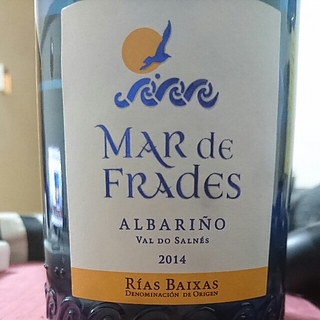 MAR DE
FRADES
ALBARIÑO
VAL DO SALNÉS
2014
RÍAS BAIXAS
DENOMINACIÓN DE ORIGEN